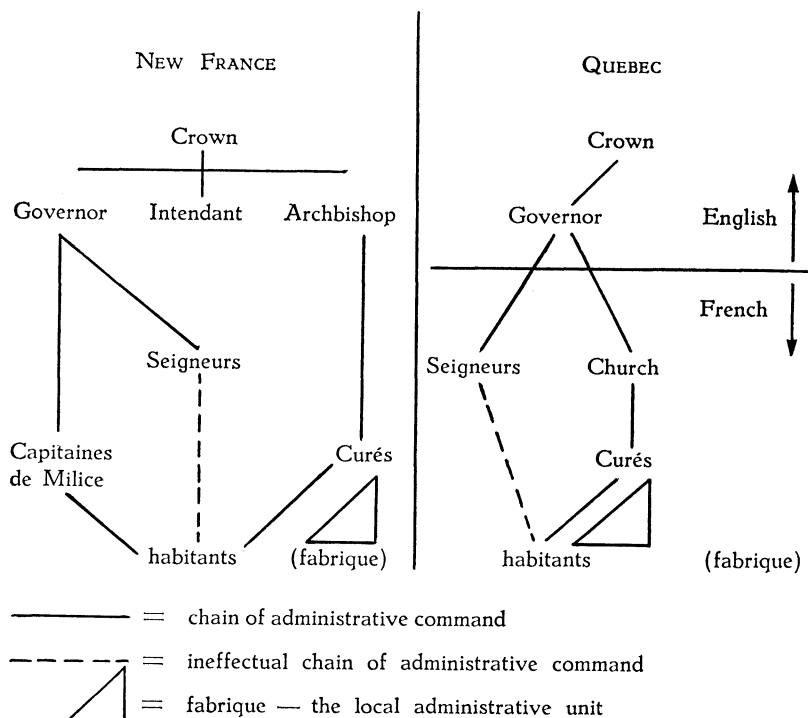 NEW FRANCE
Crown
Governor Intendant Archbishop
Seigneurs
Capitaines
de Milice
Curés
habitants
(fabrique)
QUEBEC
Crown
Governor
English
French
Seigneurs Church
Curés
habitants
(fabrique)
= chain of administrative command
= ineffectual chain of administrative command
= fabrique — the local administrative unit